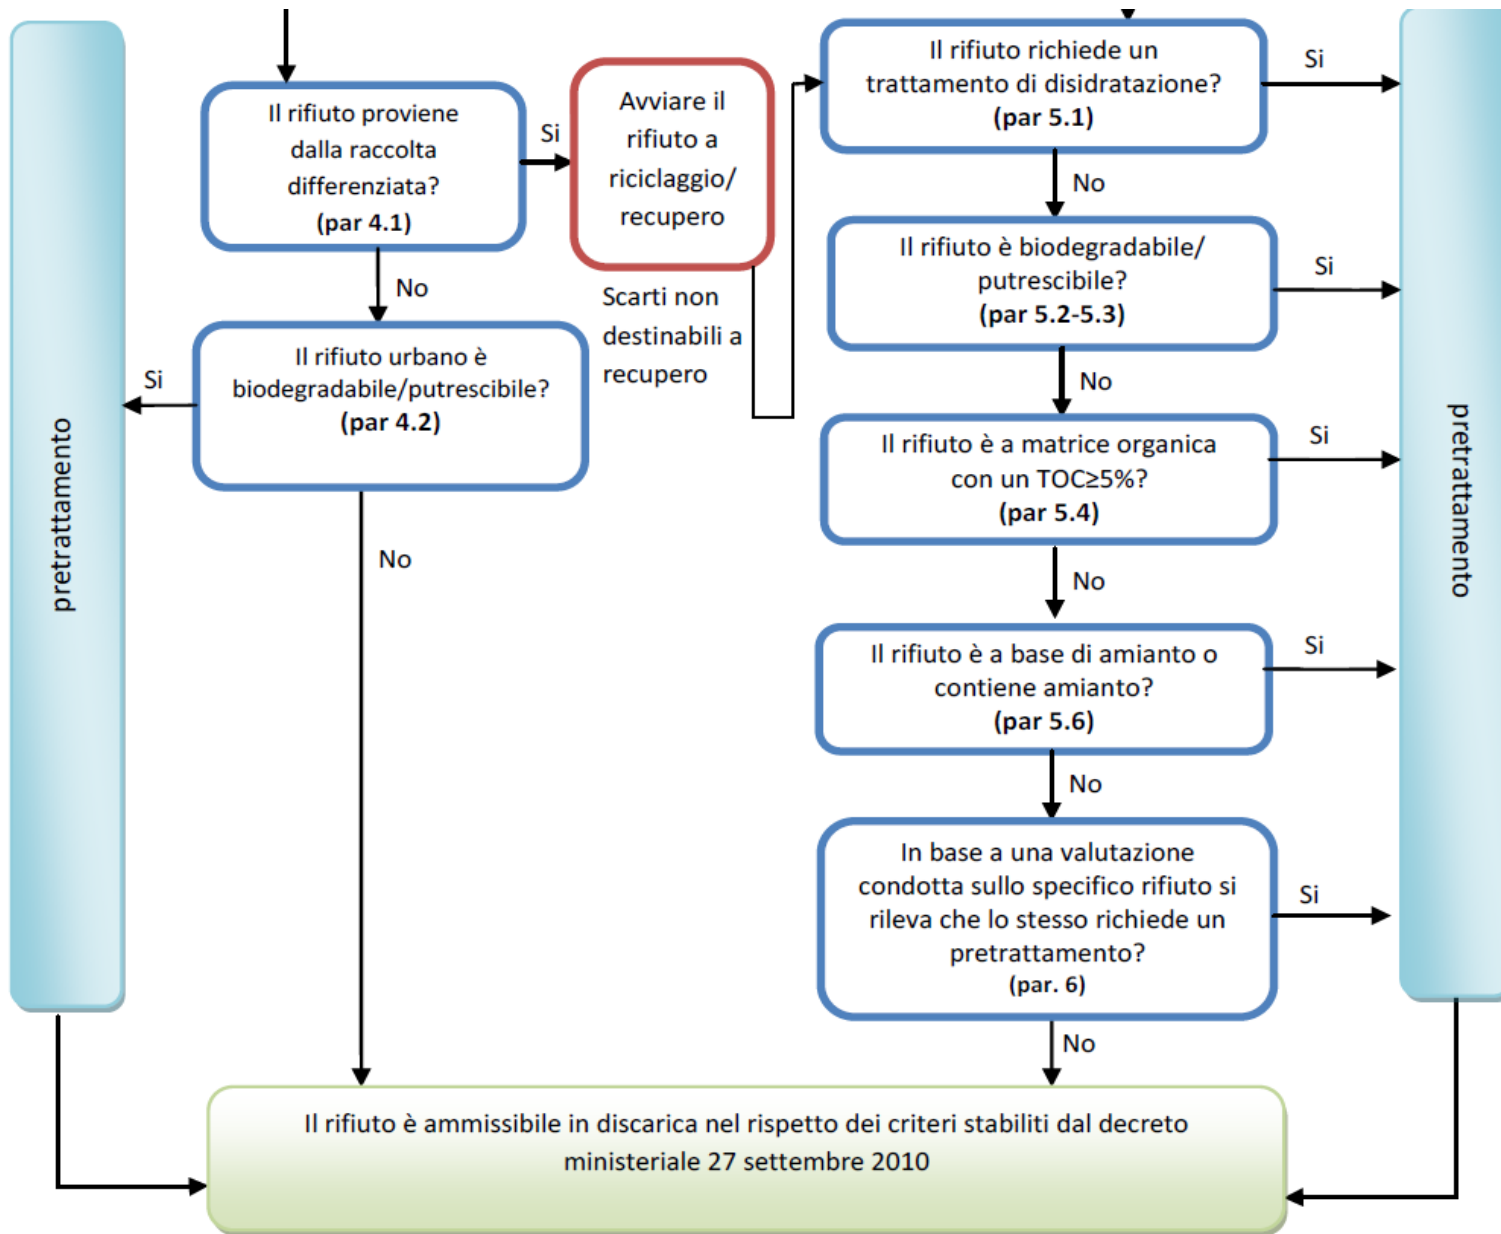 pretrattamento
Il rifiuto proviene
dalla raccolta
differenziata?
(par 4.1)
Si
No
Avviare il
rifiuto a
riciclaggio/
recupero
Scarti non
destinabili a
recupero
Il rifiuto urbano è
biodegradabile/putrescibile?
(par 4.2)
Si
No
Il rifiuto richiede un
trattamento di disidratazione?
(par 5.1)
Si
No
Il rifiuto è biodegradabile/
putrescibile?
(par 5.2-5.3)
Si
No
Il rifiuto è a matrice organica
con un TOC≥5%?
(par 5.4)
Si
No
Il rifiuto è a base di amianto o
contiene amianto?
(par 5.6)
Si
No
In base a una valutazione
condotta sullo specifico rifiuto si
rileva che lo stesso richiede un
pretrattamento?
(par. 6)
Si
No
pretrattamento
Il rifiuto è ammissibile in discarica nel rispetto dei criteri stabiliti dal decreto
ministeriale 27 settembre 2010